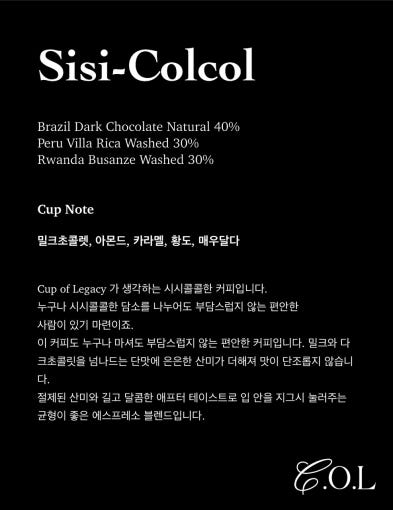 Sisi-Colcol
Brazil Dark Chocolate Natural 40%
Peru Villa Rica Washed 30%
Rwanda Busanze Washed 30%
Cup Note
밀크초콜렛, 아몬드, 카라멜, 황도, 매우달다
Cup of Legacy 가 생각하는 시시콜콜한 커피입니다.
누구나 시시콜콜한 담소를 나누어도 부담스럽지 않는 편안한
사람이 있기 마련이죠.
이 커피도 누구나 마셔도 부담스럽지 않는 편안한 커피입니다. 밀크와 다
크초콜릿을 넘나드는 단맛에 은은한 산미가 더해져 맛이 단조롭지 않습니
다.
절제된 산미와 길고 달콤한 애프터 테이스트로 입 안을 지그시 눌러주는
균형이 좋은 에스프레소 블렌드입니다.
C.O.L